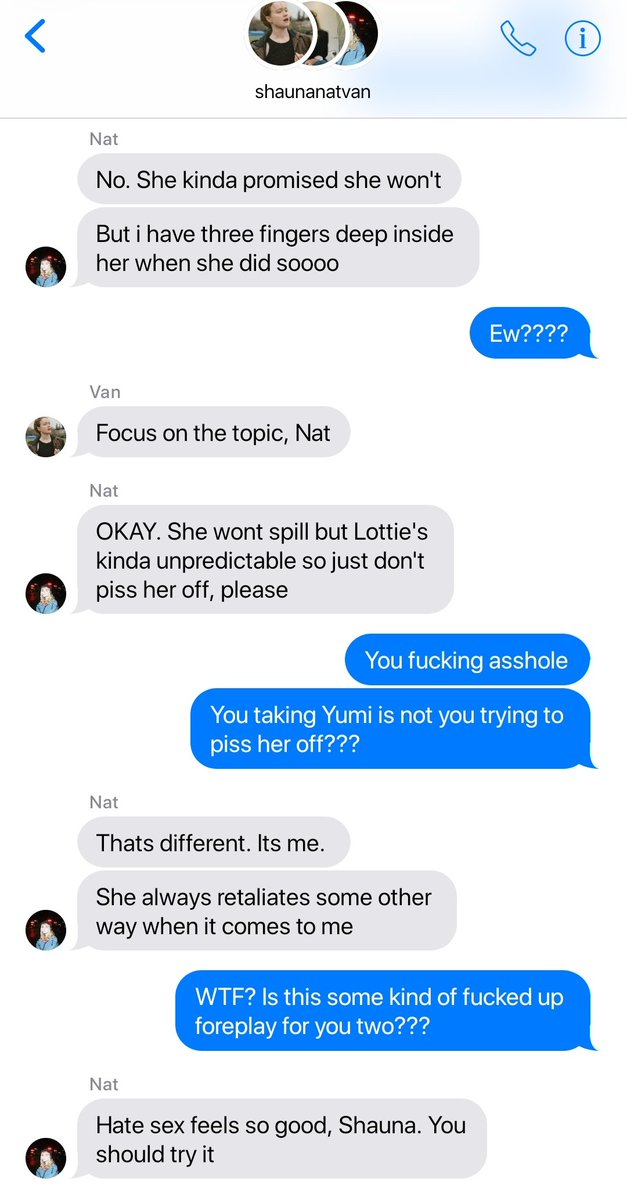 shaunanatvan
Nat
No. She kinda promised she won't
But i have three fingers deep inside
her when she did soooo
Ew????
Van
Focus on the topic, Nat
Nat
OKAY. She wont spill but Lottie's
kinda unpredictable so just don't
piss her off, please
You fucking asshole
You taking Yumi is not you trying to
piss her off???
Nat
Thats different. Its me.
She always retaliates some other
way when it comes to me
WTF? Is this some kind of fucked up
foreplay for you two???
Nat
Hate sex feels so good, Shauna. You
should try it